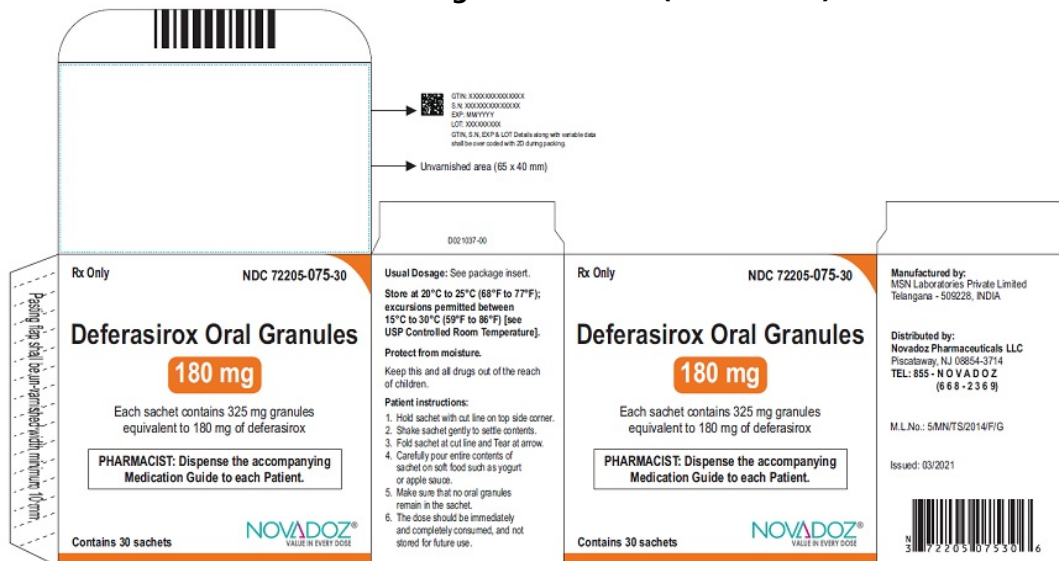 GTIN: XXXXXXXXXXXXXX
S.N: XXXXXXXXXXXXXX
EXP: MM/YYYY
LOT: XXXXXXXXX
GTIN, S.N, EXP & LOT Details along with variable data
shall be over coded with 2D during packing.
Unvarnished area (65 x 40 mm)
Pasting flap shall be un-varnished width minimum 10 mm.
Rx Only
NDC 72205-075-30
Deferasirox Oral Granules
180 mg
Each sachet contains 325 mg granules
equivalent to 180 mg of deferasirox
PHARMACIST: Dispense the accompanying
Medication Guide to each Patient.
NOVADOZ®
VALUE IN EVERY DOSE
Contains 30 sachets
D021037-00
Usual Dosage: See package insert.
Store at 20°C to 25°C (68°F to 77°F);
excursions permitted between
15°C to 30°C (59°F to 86°F) [see
USP Controlled Room Temperature].
Protect from moisture.
Keep this and all drugs out of the reach
of children.
Patient instructions:
1. Hold sachet with cut line on top side corner.
2. Shake sachet gently to settle contents.
3. Fold sachet at cut line and Tear at arrow.
4. Carefully pour entire contents of
sachet on soft food such as yogurt
or apple sauce.
5. Make sure that no oral granules
remain in the sachet.
6. The dose should be immediately
and completely consumed, and not
stored for future use.
Rx Only
NDC 72205-075-30
Deferasirox Oral Granules
180 mg
Each sachet contains 325 mg granules
equivalent to 180 mg of deferasirox
PHARMACIST: Dispense the accompanying
Medication Guide to each Patient.
NOVADOZ®
VALUE IN EVERY DOSE
Contains 30 sachets
Manufactured by:
MSN Laboratories Private Limited
Telangana - 509228, INDIA
Distributed by:
Novadoz Pharmaceuticals LLC
Piscataway, NJ 08854-3714
TEL: 855 - N O V A D O Z
(6 6 8 - 2 3 6 9)
M.L.No.: 5/MN/TS/2014/F/G
Issued: 03/2021
N
3 72205 07530 6